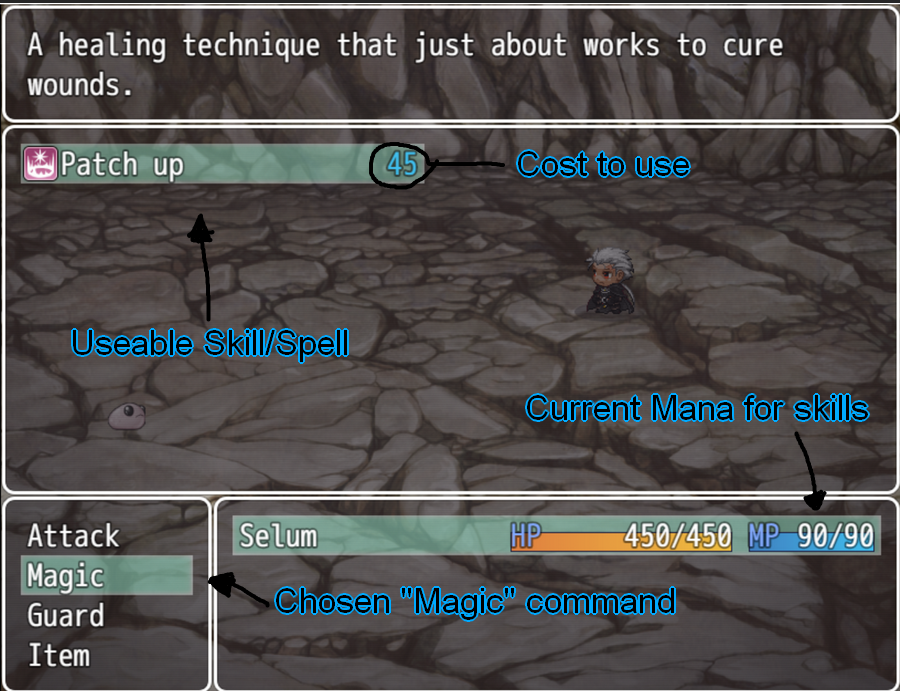 A healing technique that just about works to cure
wounds.
Patch up 45
Cost to use
Useable Skill/Spell
Current Mana for skills
Attack
Magic
Guard
Item
Selum HP 450/450 MP 90/90
Chosen "Magic" command